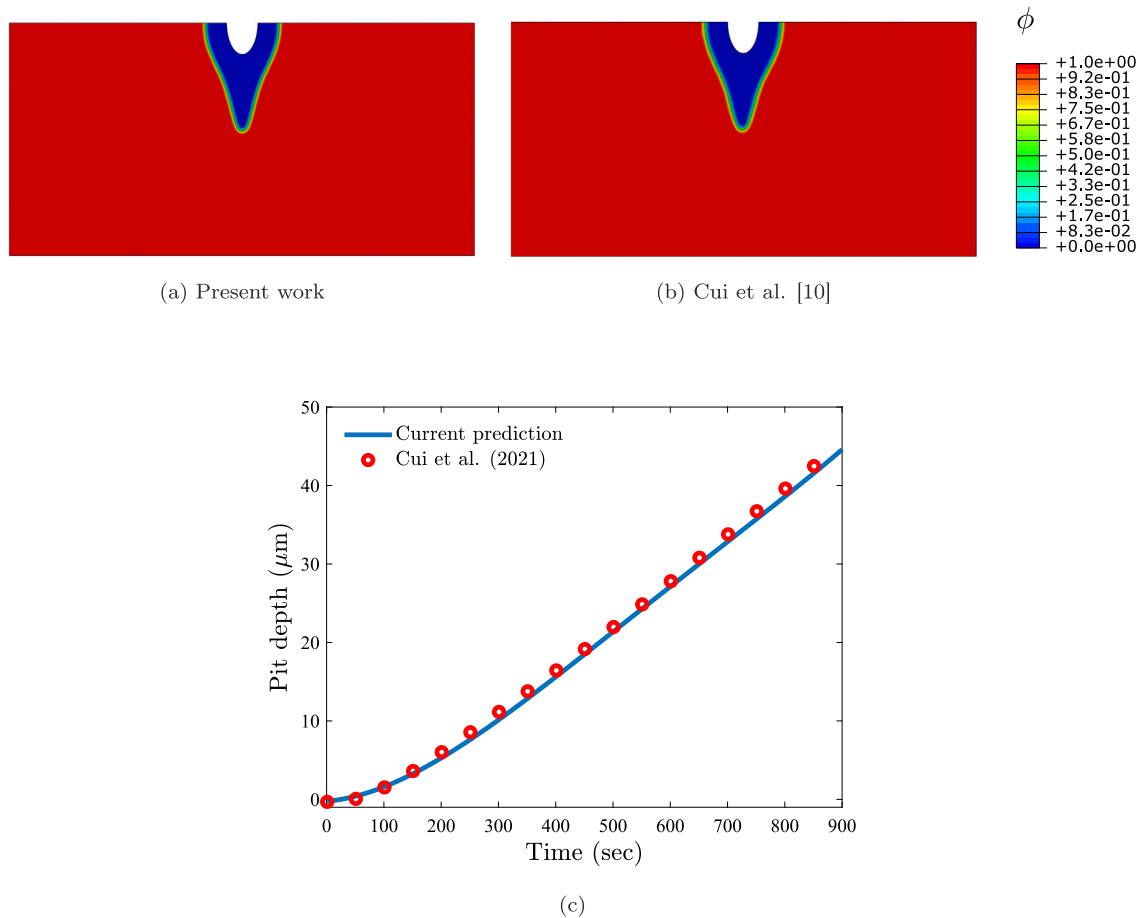 ϕ
+1.0e+00
+9.2e-01
+8.3e-01
+7.5e-01
+6.7e-01
+5.8e-01
+5.0e-01
+4.2e-01
+3.3e-01
+2.5e-01
+1.7e-01
+8.3e-02
+0.0e+00
(a) Present work
(b) Cui et al. [10]
50
40
30
20
10
0
Pit depth (μm)
Current prediction
Cui et al. (2021)
0 100 200 300 400 500 600 700 800 900
Time (sec)
(c)